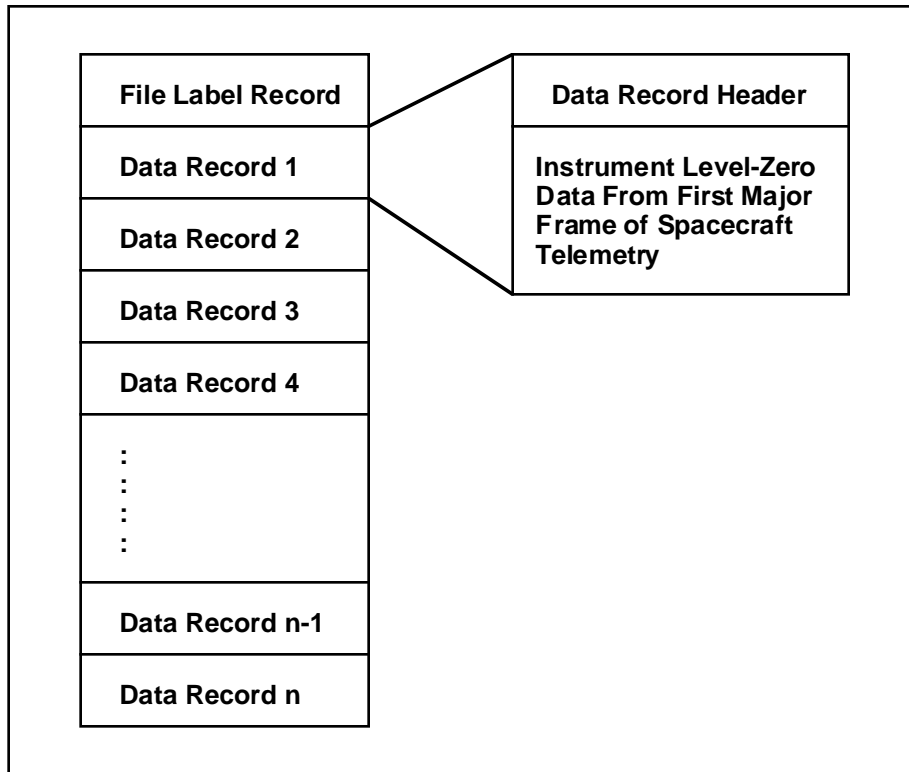 File Label Record
Data Record 1
Data Record 2
Data Record 3
Data Record 4
:
:
:
:
Data Record n-1
Data Record n
Data Record Header
Instrument Level-Zero
Data From First Major
Frame of Spacecraft
Telemetry